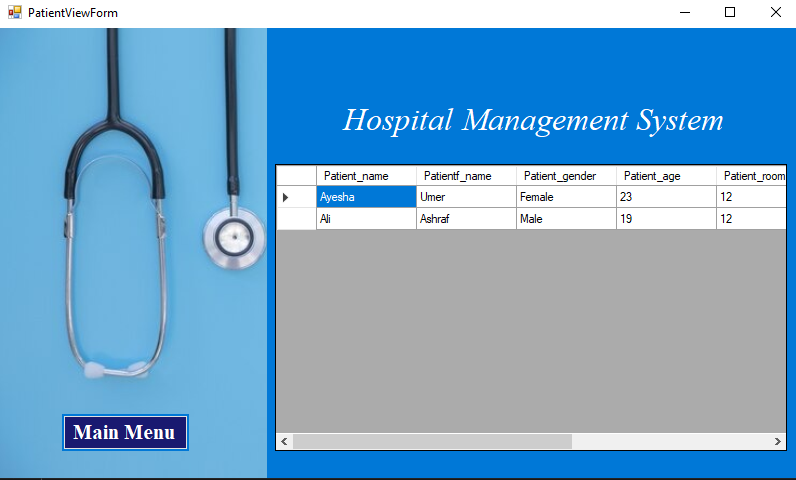 PatientViewForm
Hospital Management System
Patient_name Patientf_name Patient_gender Patient_age Patient_room
Ayesha Umer Female 23 12
Ali Ashraf Male 19 12
Main Menu